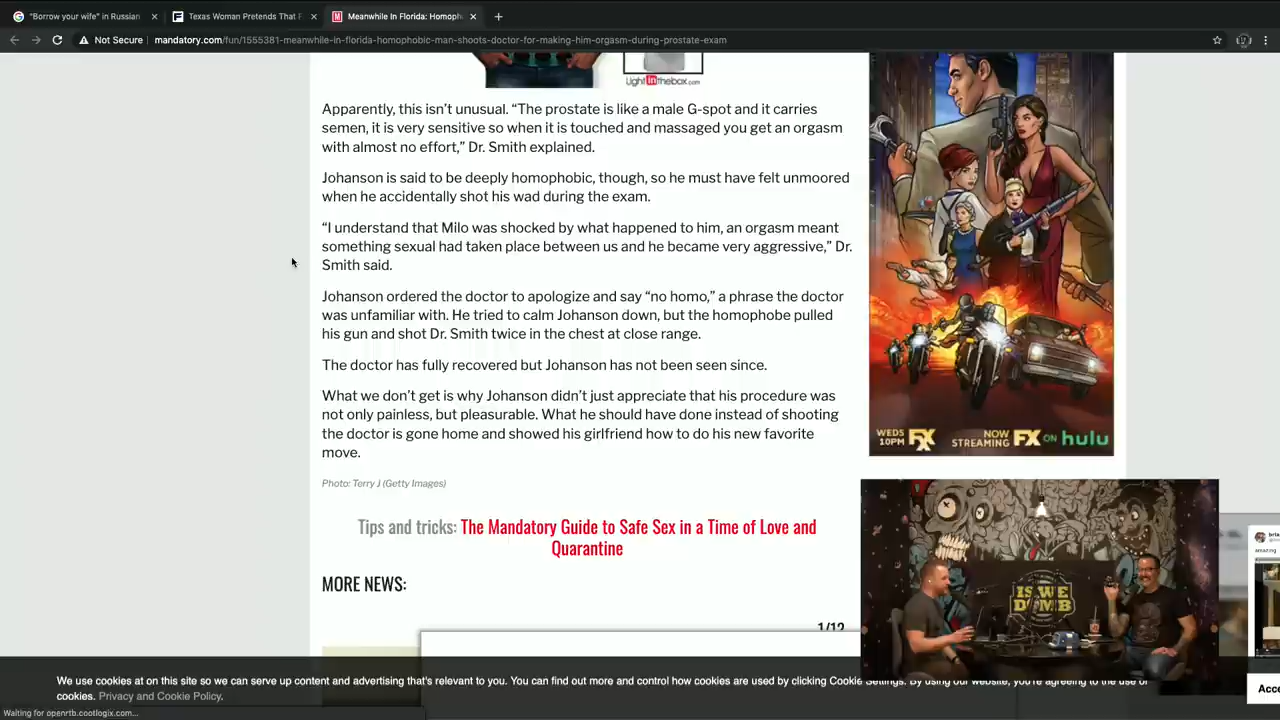 "Borrow your wife" in Russian
Texas Woman Pretends That F
Meanwhile In Florida: Homoph
Not Secure
mandatory.com/fun/1555381-meanwhile-in-florida-homophobic-man-shoots-doctor-for-making-him-orgasm-during-prostate-exam
LightInthebox.com
Apparently, this isn't unusual. “The prostate is like a male G-spot and it carries
semen, it is very sensitive so when it is touched and massaged you get an orgasm
with almost no effort,” Dr. Smith explained.
Johanson is said to be deeply homophobic, though, so he must have felt unmoored
when he accidentally shot his wad during the exam.
“I understand that Milo was shocked by what happened to him, an orgasm meant
something sexual had taken place between us and he became very aggressive,” Dr.
Smith said.
Johanson ordered the doctor to apologize and say “no homo,” a phrase the doctor
was unfamiliar with. He tried to calm Johanson down, but the homophobe pulled
his gun and shot Dr. Smith twice in the chest at close range.
The doctor has fully recovered but Johanson has not been seen since.
What we don't get is why Johanson didn't just appreciate that his procedure was
not only painless, but pleasurable. What he should have done instead of shooting
the doctor is gone home and showed his girlfriend how to do his new favorite
move.
Photo: Terry J (Getty Images)
Tips and tricks: The Mandatory Guide to Safe Sex in a Time of Love and
Quarantine
MORE NEWS:
1/12
WEDS
10PM FXX
NOW
STREAMING FX ON hulu
IS WE
DUMB
We use cookies at on this site so we can serve up content and advertising that's relevant to you. You can find out more and control how cookies are used by clicking Cookie Settings. By using our website, you're agreeing to the use of
cookies. Privacy and Cookie Policy.
Acce
Waiting for openrtb.cootlogix.com...